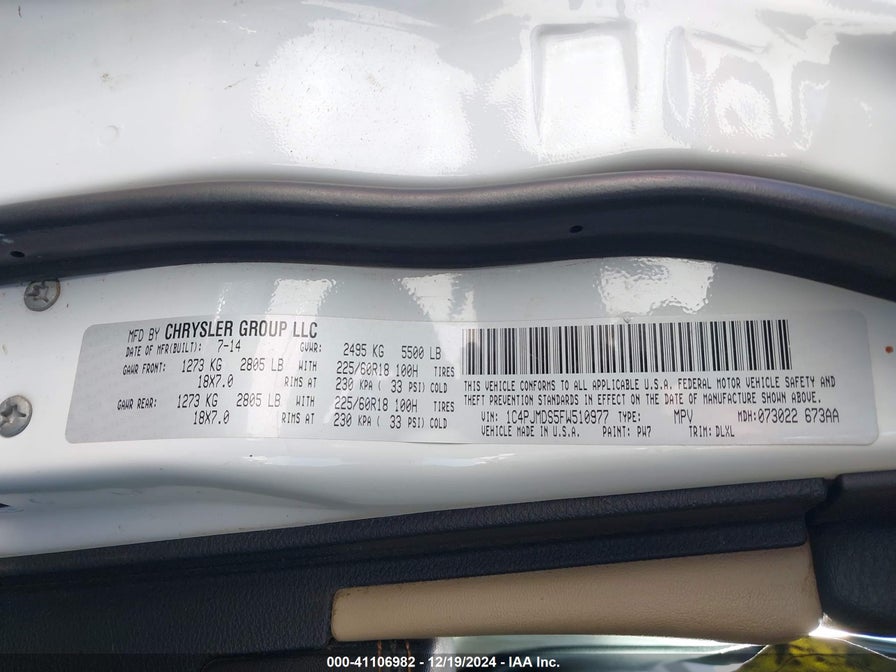 MFD BY CHRYSLER GROUP LLC
DATE OF MFR(BUILT): 7-14 GVWR: 2495 KG 5500 LB
GAWR FRONT: 1273 KG 2805 LB WITH 225/60R18 100H TIRES
18X7.0 RIMS AT 230 KPA ( 33 PSI) COLD
GAWR REAR: 1273 KG 2805 LB WITH 225/60R18 100H TIRES
18X7.0 RIMS AT 230 KPA ( 33 PSI) COLD
THIS VEHICLE CONFORMS TO ALL APPLICABLE U.S.A. FEDERAL MOTOR VEHICLE SAFETY AND
THEFT PREVENTION STANDARDS IN EFFECT ON THE DATE OF MANUFACTURE SHOWN ABOVE.
VIN: 1C4PJMDS5FW510977 TYPE: MPV MDH:073022 673AA
VEHICLE MADE IN U.S.A. PAINT: PW7 TRIM: DLXL
000-41106982 - 12/19/2024 - IAA Inc.